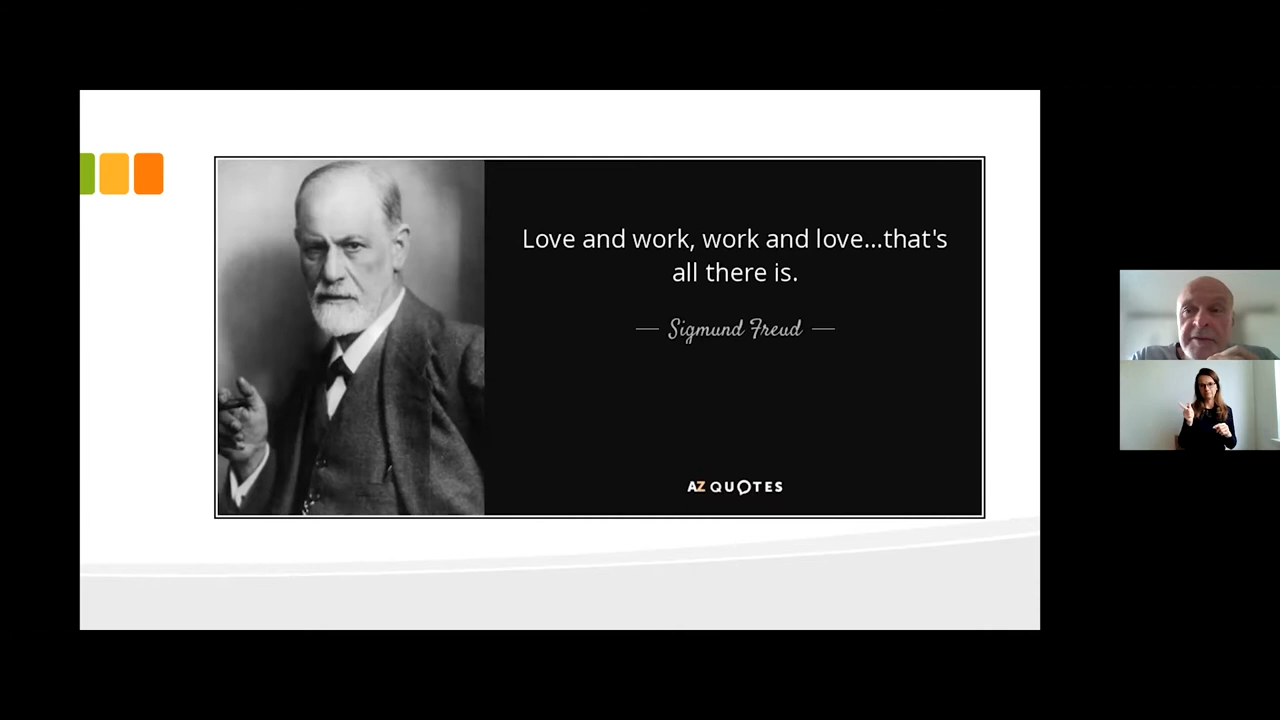 Love and work, work and love...that's
all there is.
— Sigmund Freud —
AZ QUOTES